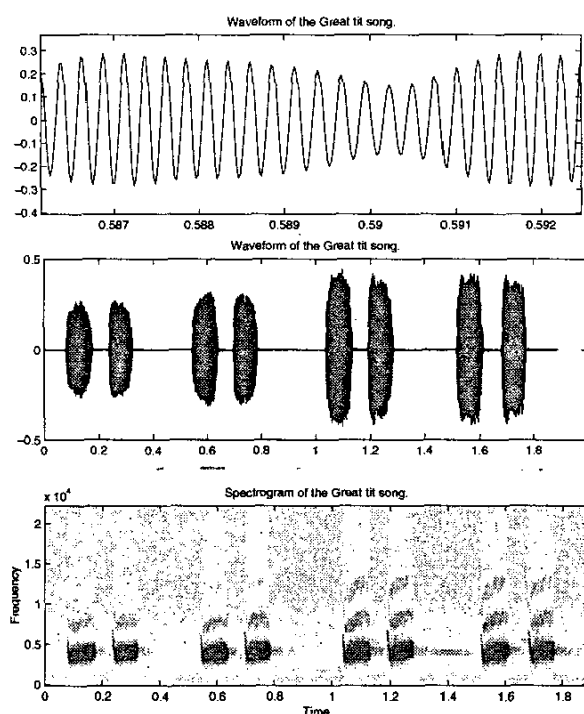 Waveform of the Great tit song.
0.3
0.2
0.1
0
−0.1
−0.2
−0.3
−0.4
0.587 0.588 0.589 0.59 0.591 0.592
Waveform of the Great tit song.
0.5
0
−0.5
0 0.2 0.4 0.6 0.8 1 1.2 1.4 1.6 1.8
Spectrogram of the Great tit song.
x 10⁴
2
1.5
1
0.5
0
Frequency
0 0.2 0.4 0.6 0.8 1 1.2 1.4 1.6 1.8
Time